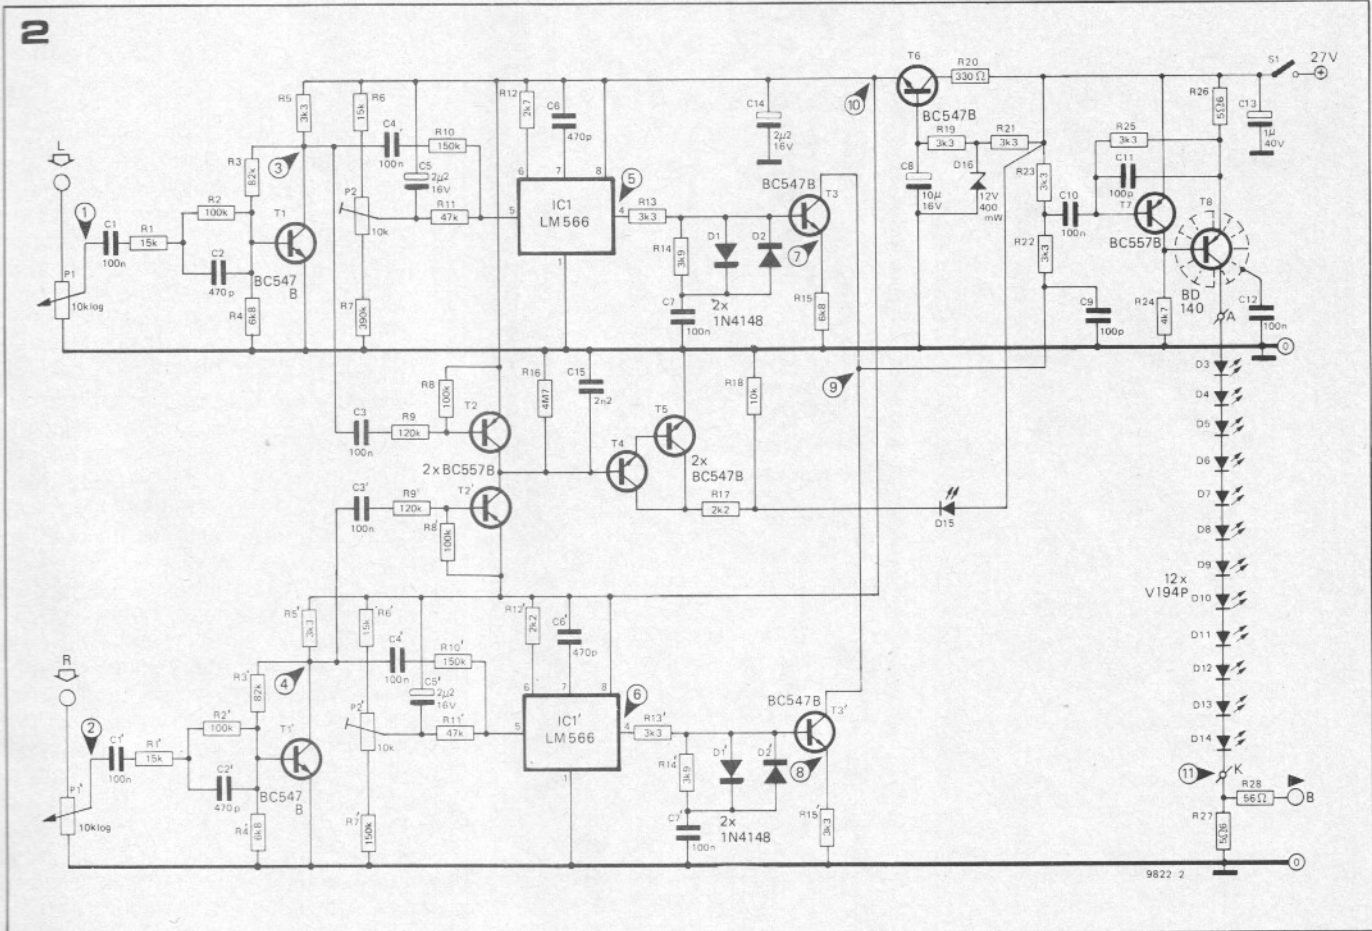 2
L
1
P1
10k log
C1
100n
R1
15k
R2
100k
C2
470p
R3
82k
R4
6k8
T1
BC547
B
R5
3k3
3
R6
15k
P2
10k
R7
390k
C4'
100n
R10
150k
C5
2µ2
16V
R11
47k
R12
2k7
C6
470p
6
7
8
5
4
1
IC1
LM566
5
R13
3k3
R14
3k9
C7
100n
D1
D2
2x
1N4148
C14
2µ2
16V
BC547B
T3
7
R15
6k8
10
T6
BC547B
R20
330Ω
R19
3k3
R21
3k3
D16
12V
400
mW
C8
10µ
16V
R23
3k3
R22
3k3
C10
100n
C9
100p
R25
3k3
C11
100p
T7
BC557B
R24
4k7
R26
5Ω6
T8
BD
140
A
C13
1µ
40V
C12
100n
S1
27V
0
C3
100n
R9
120k
R8
100k
T2
2x BC557B
C3'
100n
R9'
120k
R8'
100k
T2'
R16
4M7
C15
2n2
T4
T5
2x
BC547B
R17
2k2
R18
10k
9
D15
D3
D4
D5
D6
D7
D8
D9
12x
V194P
D10
D11
D12
D13
D14
11
K
R28
56Ω
B
R27
5Ω6
9822 2
0
R
2
P1'
10k log
C1'
100n
R1'
15k
R2'
100k
C2'
470p
R3'
82k
R4'
6k8
T1'
BC547
B
R5'
3k3
4
R6'
15k
P2'
10k
R7'
150k
C4'
100n
R10'
150k
C5'
2µ2
16V
R11'
47k
R12'
2k2
C6'
470p
6
7
8
5
4
1
IC1'
LM566
6
R13'
3k3
R14'
3k9
C7'
100n
D1'
D2'
2x
1N4148
BC547B
T3'
8
R15'
3k3